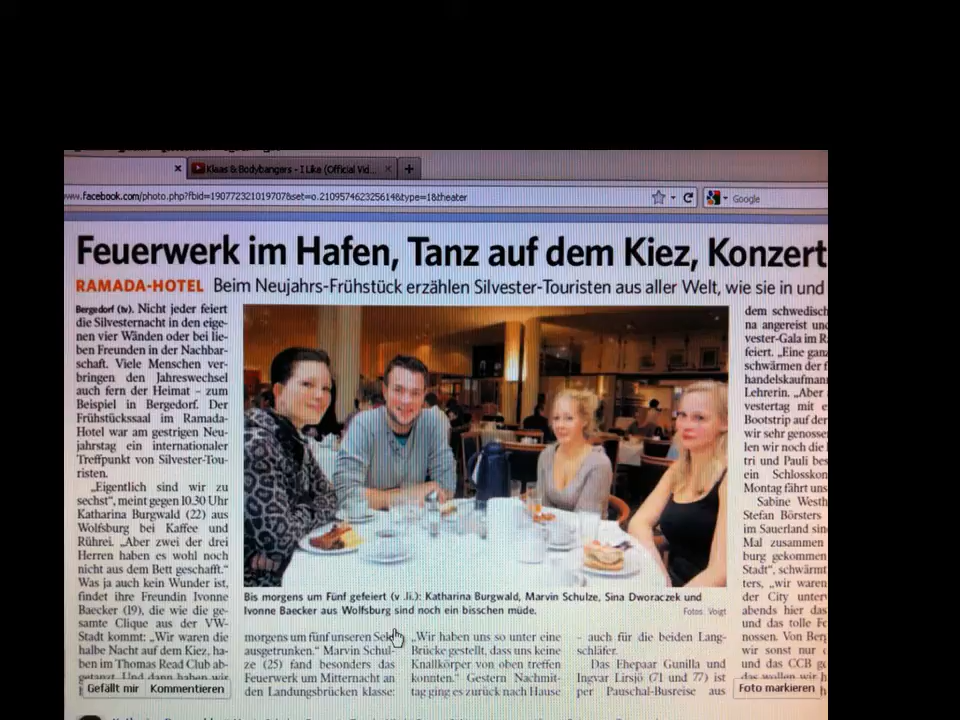 Klaas & Bodybangers - I Like (Official Vid...
www.facebook.com/photo.php?fbid=190772321019707&set=o.210957462325614&type=1&theater
Google
Feuerwerk im Hafen, Tanz auf dem Kiez, Konzert
RAMADA-HOTEL Beim Neujahrs-Frühstück erzählen Silvester-Touristen aus aller Welt, wie sie in und
Bergedorf (tv). Nicht jeder feiert
die Silvesternacht in den eige-
nen vier Wänden oder bei lie-
ben Freunden in der Nachbar-
schaft. Viele Menschen ver-
bringen den Jahreswechsel
auch fern der Heimat – zum
Beispiel in Bergedorf. Der
Frühstückssaal im Ramada-
Hotel war am gestrigen Neu-
jahrstag ein internationaler
Treffpunkt von Silvester-Tou-
risten.
„Eigentlich sind wir zu
sechst“, meint gegen 10.30 Uhr
Katharina Burgwald (22) aus
Wolfsburg bei Kaffee und
Rührei. „Aber zwei der drei
Herren haben es wohl noch
nicht aus dem Bett geschafft.“
Was ja auch kein Wunder ist,
findet ihre Freundin Ivonne
Baecker (19), die wie die ge-
samte Clique aus der VW-
Stadt kommt: „Wir waren die
halbe Nacht auf dem Kiez, ha-
ben im Thomas Read Club ab-
getanzt. Und dann haben wir
Gefällt mir Kommentieren
Bis morgens um Fünf gefeiert (v .li.): Katharina Burgwald, Marvin Schulze, Sina Dworaczek und
Ivonne Baecker aus Wolfsburg sind noch ein bisschen müde.
Fotos: Voigt
morgens um fünf unseren Sek
ausgetrunken.“ Marvin Schul-
ze (25) fand besonders das
Feuerwerk um Mitternacht an
den Landungsbrücken klasse:
„Wir haben uns so unter eine
Brücke gestellt, dass uns keine
Knallkörper von oben treffen
konnten.“ Gestern Nachmit-
tag ging es zurück nach Hause
– auch für die beiden Lang-
schläfer.
Das Ehepaar Gunilla und
Ingvar Lirsjö (71 und 77) ist
per Pauschal-Busreise aus
dem schwedisch
na angereist und
vester-Gala im R
feiert. „Eine gan
schwärmen der f
handelskaufmann
Lehrerin. „Aber
vestertag mit e
Bootstrip auf der
wir sehr genosse
len wir noch die
tri und Pauli bes
ein Schlosskon
Montag fährt uns
Sabine Westh
Stefan Börsters
im Sauerland sin
Mal zusammen
burg gekommen
Stadt“, schwärmt
ters, „wir waren
der City unter
abends hier das
und das tolle Fe
nossen. Von Ber
wir sonst nur
und das CCB ge
das wollen wir
Foto markieren